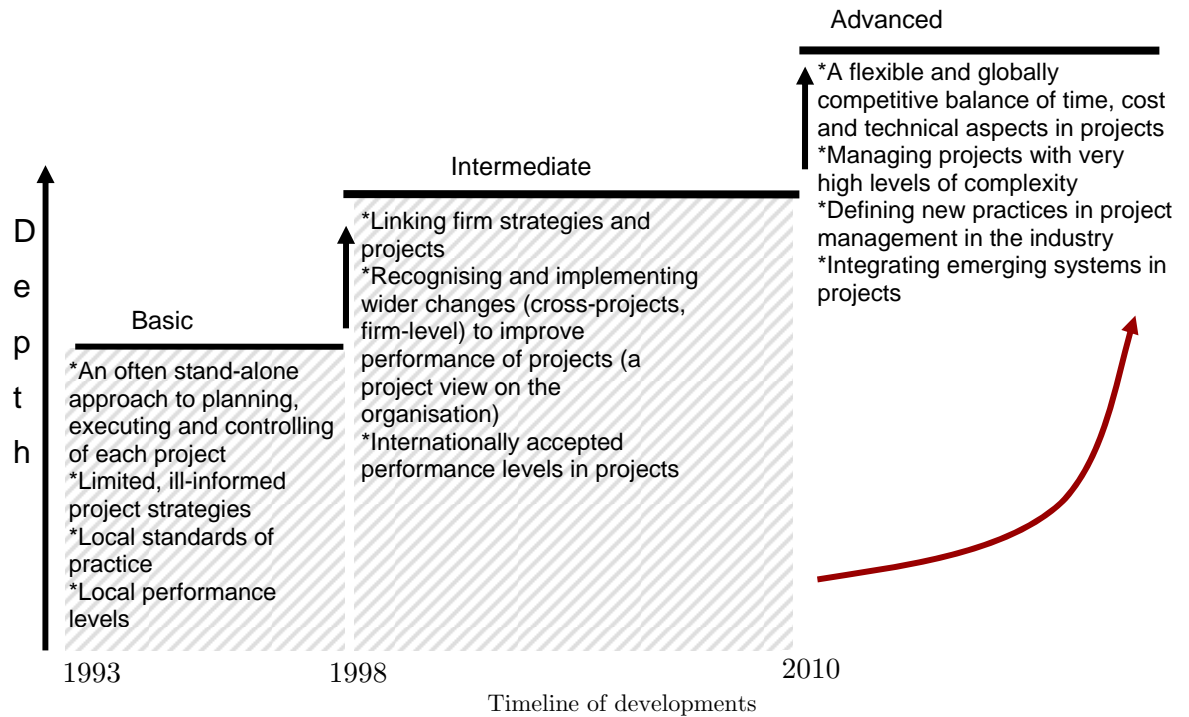 Advanced
*A flexible and globally
competitive balance of time, cost
and technical aspects in projects
*Managing projects with very
high levels of complexity
*Defining new practices in project
management in the industry
*Integrating emerging systems in
projects
Intermediate
*Linking firm strategies and
projects
*Recognising and implementing
wider changes (cross-projects,
firm-level) to improve
performance of projects (a
project view on the
organisation)
*Internationally accepted
performance levels in projects
Depth
Basic
*An often stand-alone
approach to planning,
executing and controlling
of each project
*Limited, ill-informed
project strategies
*Local standards of
practice
*Local performance
levels
1993
1998
2010
Timeline of developments